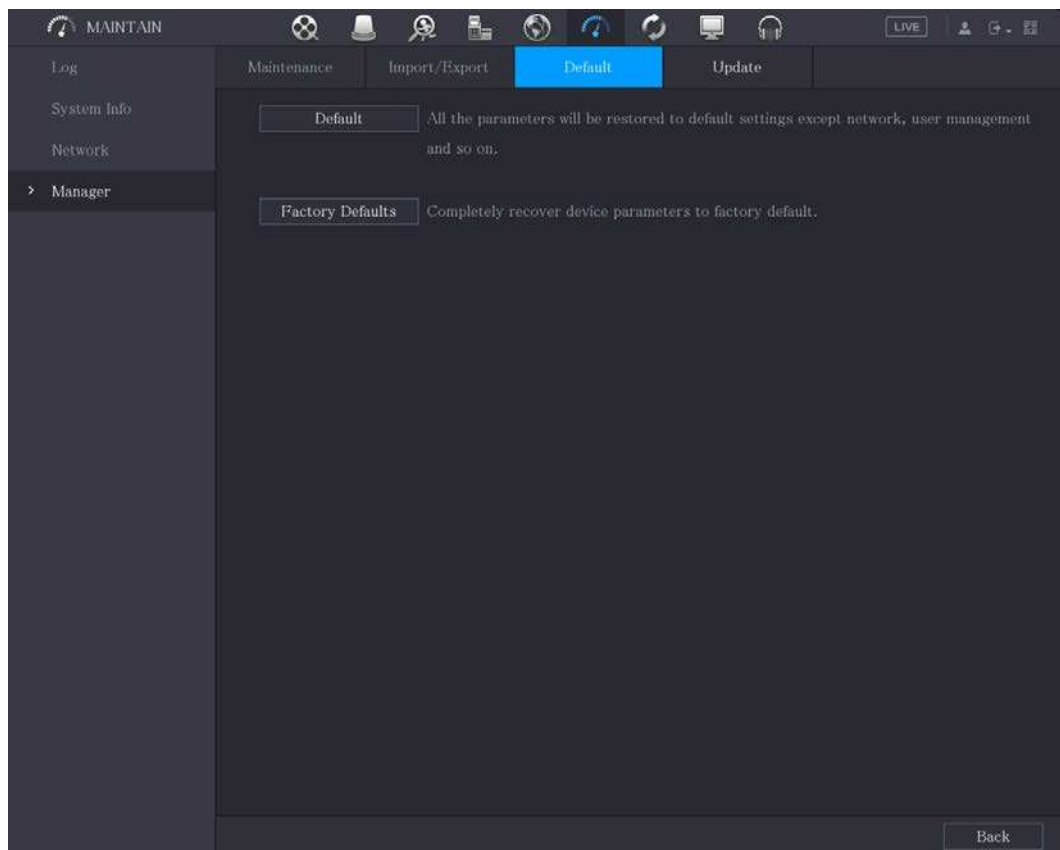 MAINTAIN
LIVE
Log
System Info
Network
Manager
Maintenance
Import/Export
Default
Update
Default
All the parameters will be restored to default settings except network, user management
and so on.
Factory Defaults
Completely recover device parameters to factory default.
Back